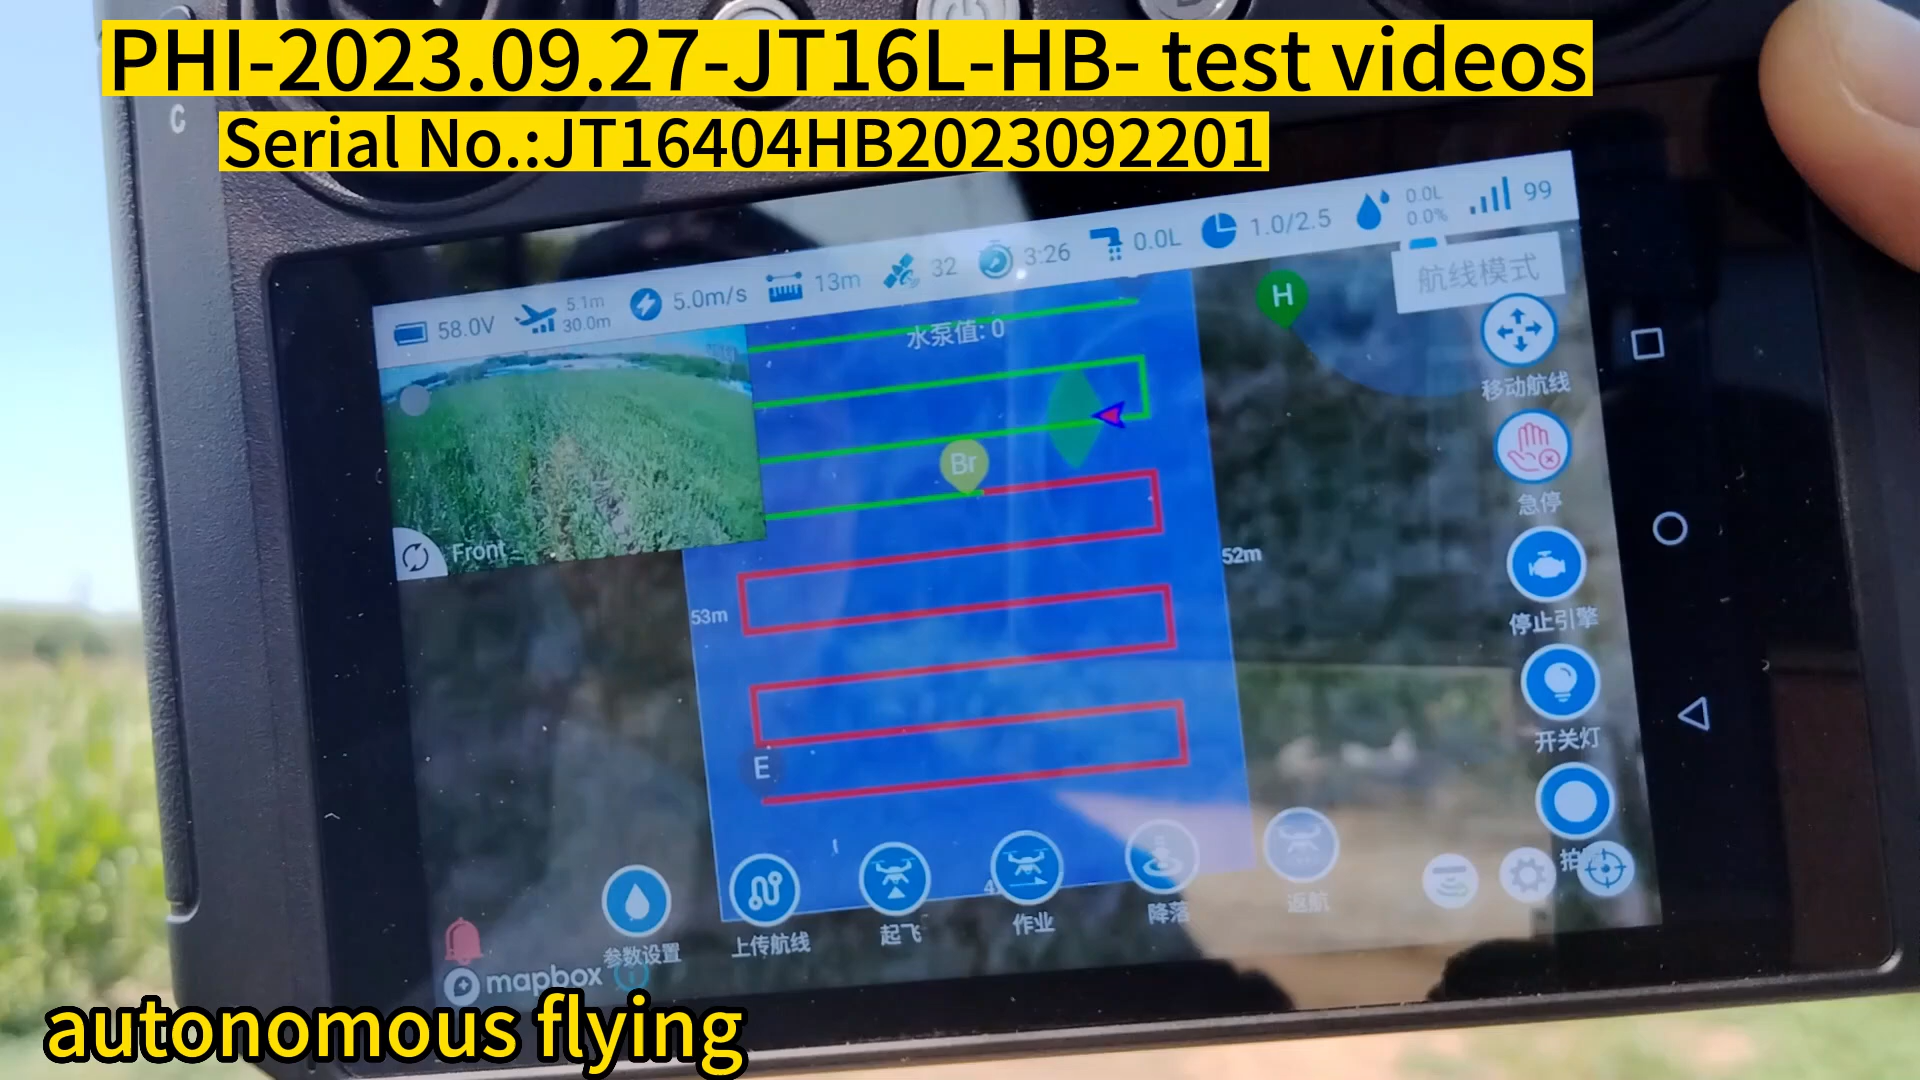 PHI-2023.09.27-JT16L-HB- test videos
Serial No.:JT16404HB2023092201
C
58.0V
5.1m
30.0m
5.0m/s
13m
32
3:26
0.0L
1.0/2.5
0.0L
0.0%
99
航线模式
水泵值: 0
H
移动航线
Br
急停
Front
52m
53m
停止引擎
E
开关灯
参数设置
上传航线
起飞
作业
降落
返航
mapbox
autonomous flying